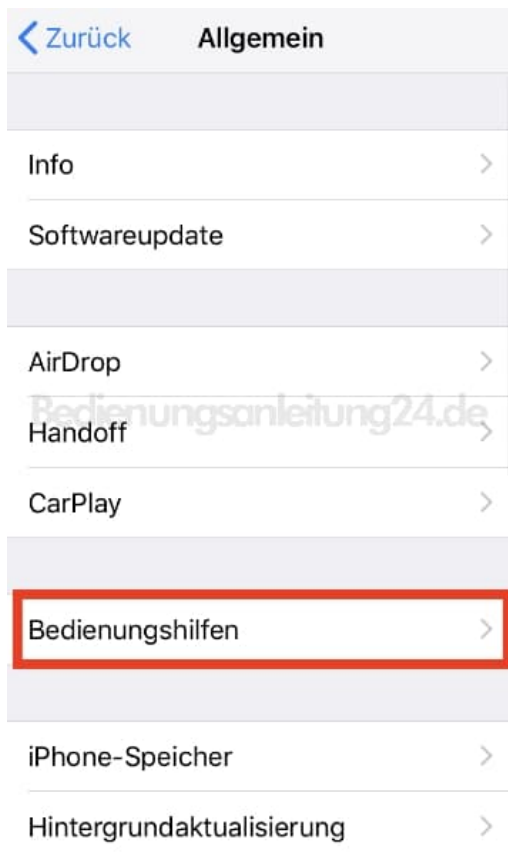 Zurück Allgemein
Info
Softwareupdate
AirDrop
Bedienungsanleitung24.de
Handoff
CarPlay
Bedienungshilfen
iPhone-Speicher
Hintergrundaktualisierung